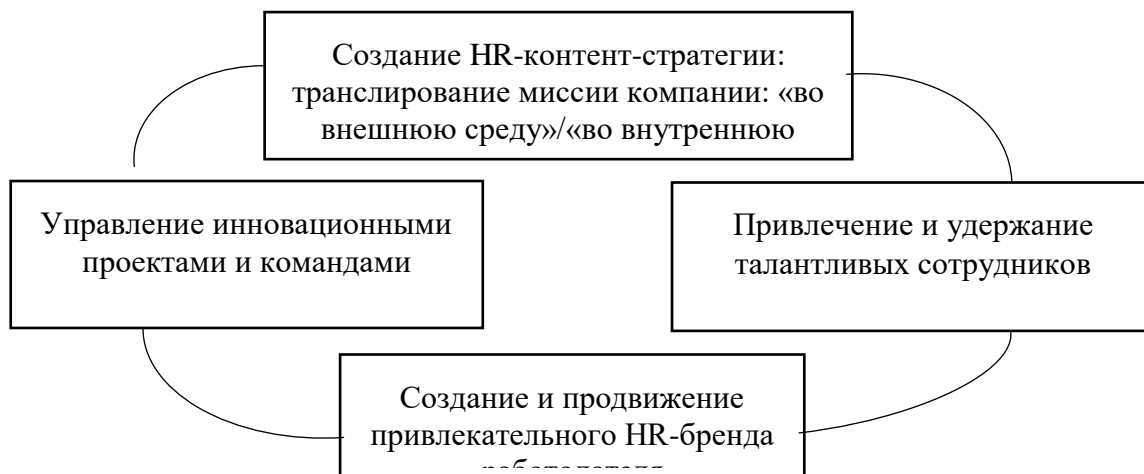 Создание HR-контент-стратегии:
транслирование миссии компании: «во
внешнюю среду»/«во внутреннюю
Управление инновационными
проектами и командами
Привлечение и удержание
талантливых сотрудников
Создание и продвижение
привлекательного HR-бренда
работодателя